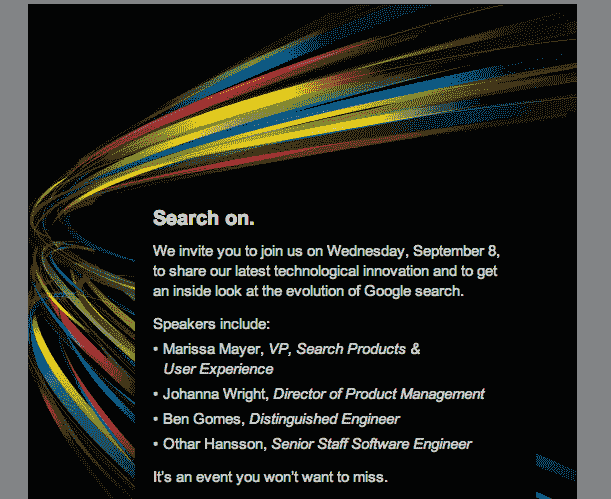 Search on.
We invite you to join us on Wednesday, September 8,
to share our latest technological innovation and to get
an inside look at the evolution of Google search.
Speakers include:
• Marissa Mayer, VP, Search Products &
User Experience
• Johanna Wright, Director of Product Management
• Ben Gomes, Distinguished Engineer
• Othar Hansson, Senior Staff Software Engineer
It's an event you won't want to miss.